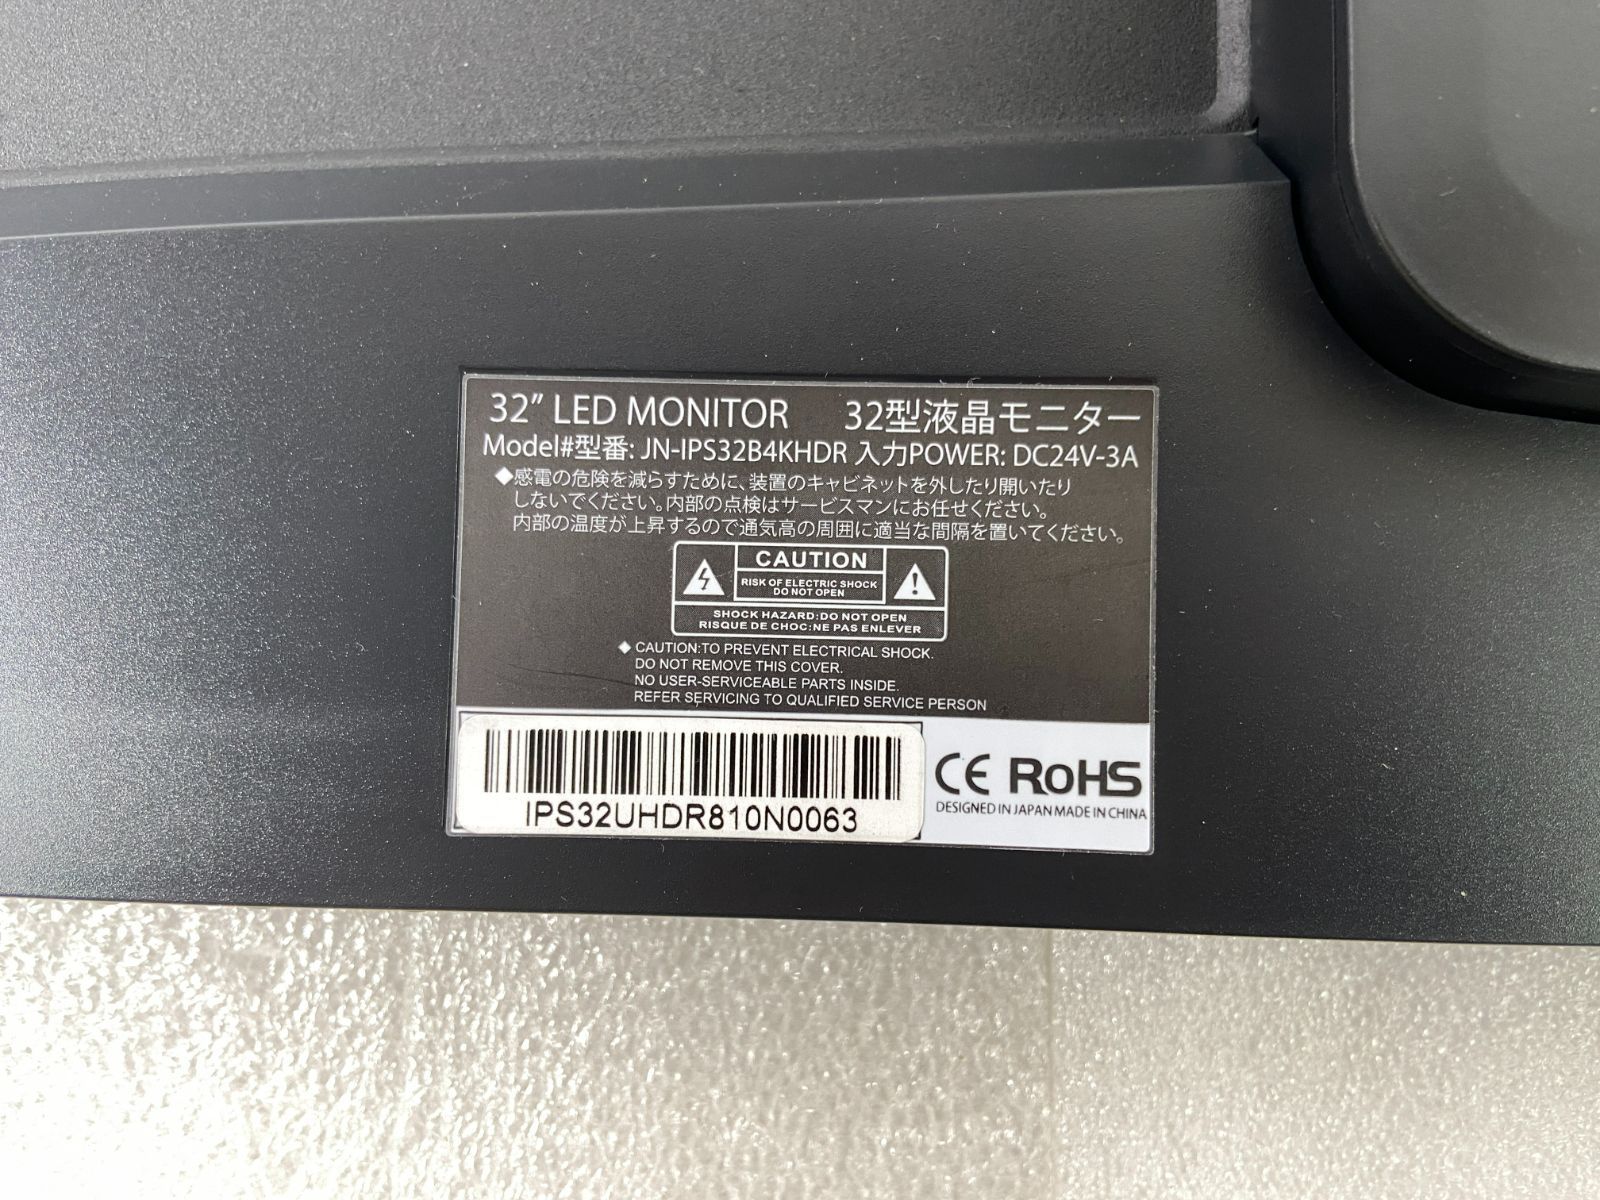 32" LED MONITOR 32型液晶モニター
Model#型番: JN-IPS32B4KHDR 入力POWER: DC24V-3A
◆感電の危険を減らすために、装置のキャビネットを外したり開いたり
しないでください。内部の点検はサービスマンにお任せください。
内部の温度が上昇するので通気高の周囲に適当な間隔を置いてください。
CAUTION
RISK OF ELECTRIC SHOCK
DO NOT OPEN
SHOCK HAZARD:DO NOT OPEN
RISQUE DE CHOC:NE PAS ENLEVER
◆ CAUTION:TO PREVENT ELECTRICAL SHOCK.
DO NOT REMOVE THIS COVER.
NO USER-SERVICEABLE PARTS INSIDE.
REFER SERVICING TO QUALIFIED SERVICE PERSON
IPS32UHDR810N0063
CE RoHS
DESIGNED IN JAPAN MADE IN CHINA